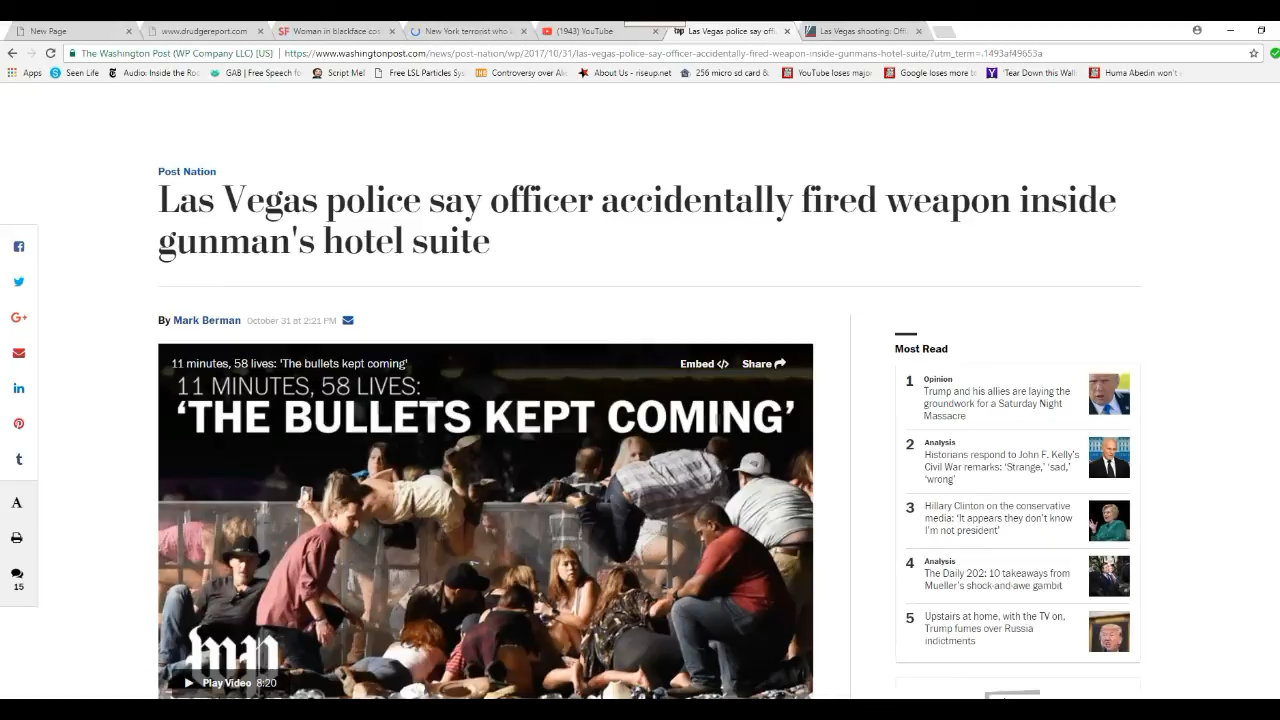 New Page
www.drudgereport.com
Woman in blackface cos
New York terrorist who
(1943) YouTube
Las Vegas police say offi
Las Vegas shooting: Off
The Washington Post (WP Company LLC) [US] | https://www.washingtonpost.com/news/post-nation/wp/2017/10/31/las-vegas-police-say-officer-accidentally-fired-weapon-inside-gunmans-hotel-suite/?utm_term=.1493af49653a
Apps Seen Life Audio: Inside the Roo GAB | Free Speech fo Script Mel Free LSL Particles Sys Controversy over Al About Us - riseup.net 256 micro sd card & YouTube loses major Google loses more to 'Tear Down this Wall Huma Abedin won't
Post Nation
Las Vegas police say officer accidentally fired weapon inside
gunman's hotel suite
By Mark Berman October 31 at 2:21 PM
11 minutes, 58 lives: 'The bullets kept coming'
Embed </> Share
11 MINUTES, 58 LIVES:
'THE BULLETS KEPT COMING'
wp
Play Video 8:20
A
15
Most Read
1 Opinion
Trump and his allies are laying the
groundwork for a Saturday Night
Massacre
2 Analysis
Historians respond to John F. Kelly's
Civil War remarks: 'Strange,' 'sad,'
'wrong'
3 Hillary Clinton on the conservative
media: 'It appears they don't know
I'm not president'
4 Analysis
The Daily 202: 10 takeaways from
Mueller's shock-and-awe gambit
5 Upstairs at home, with the TV on,
Trump fumes over Russia
indictments